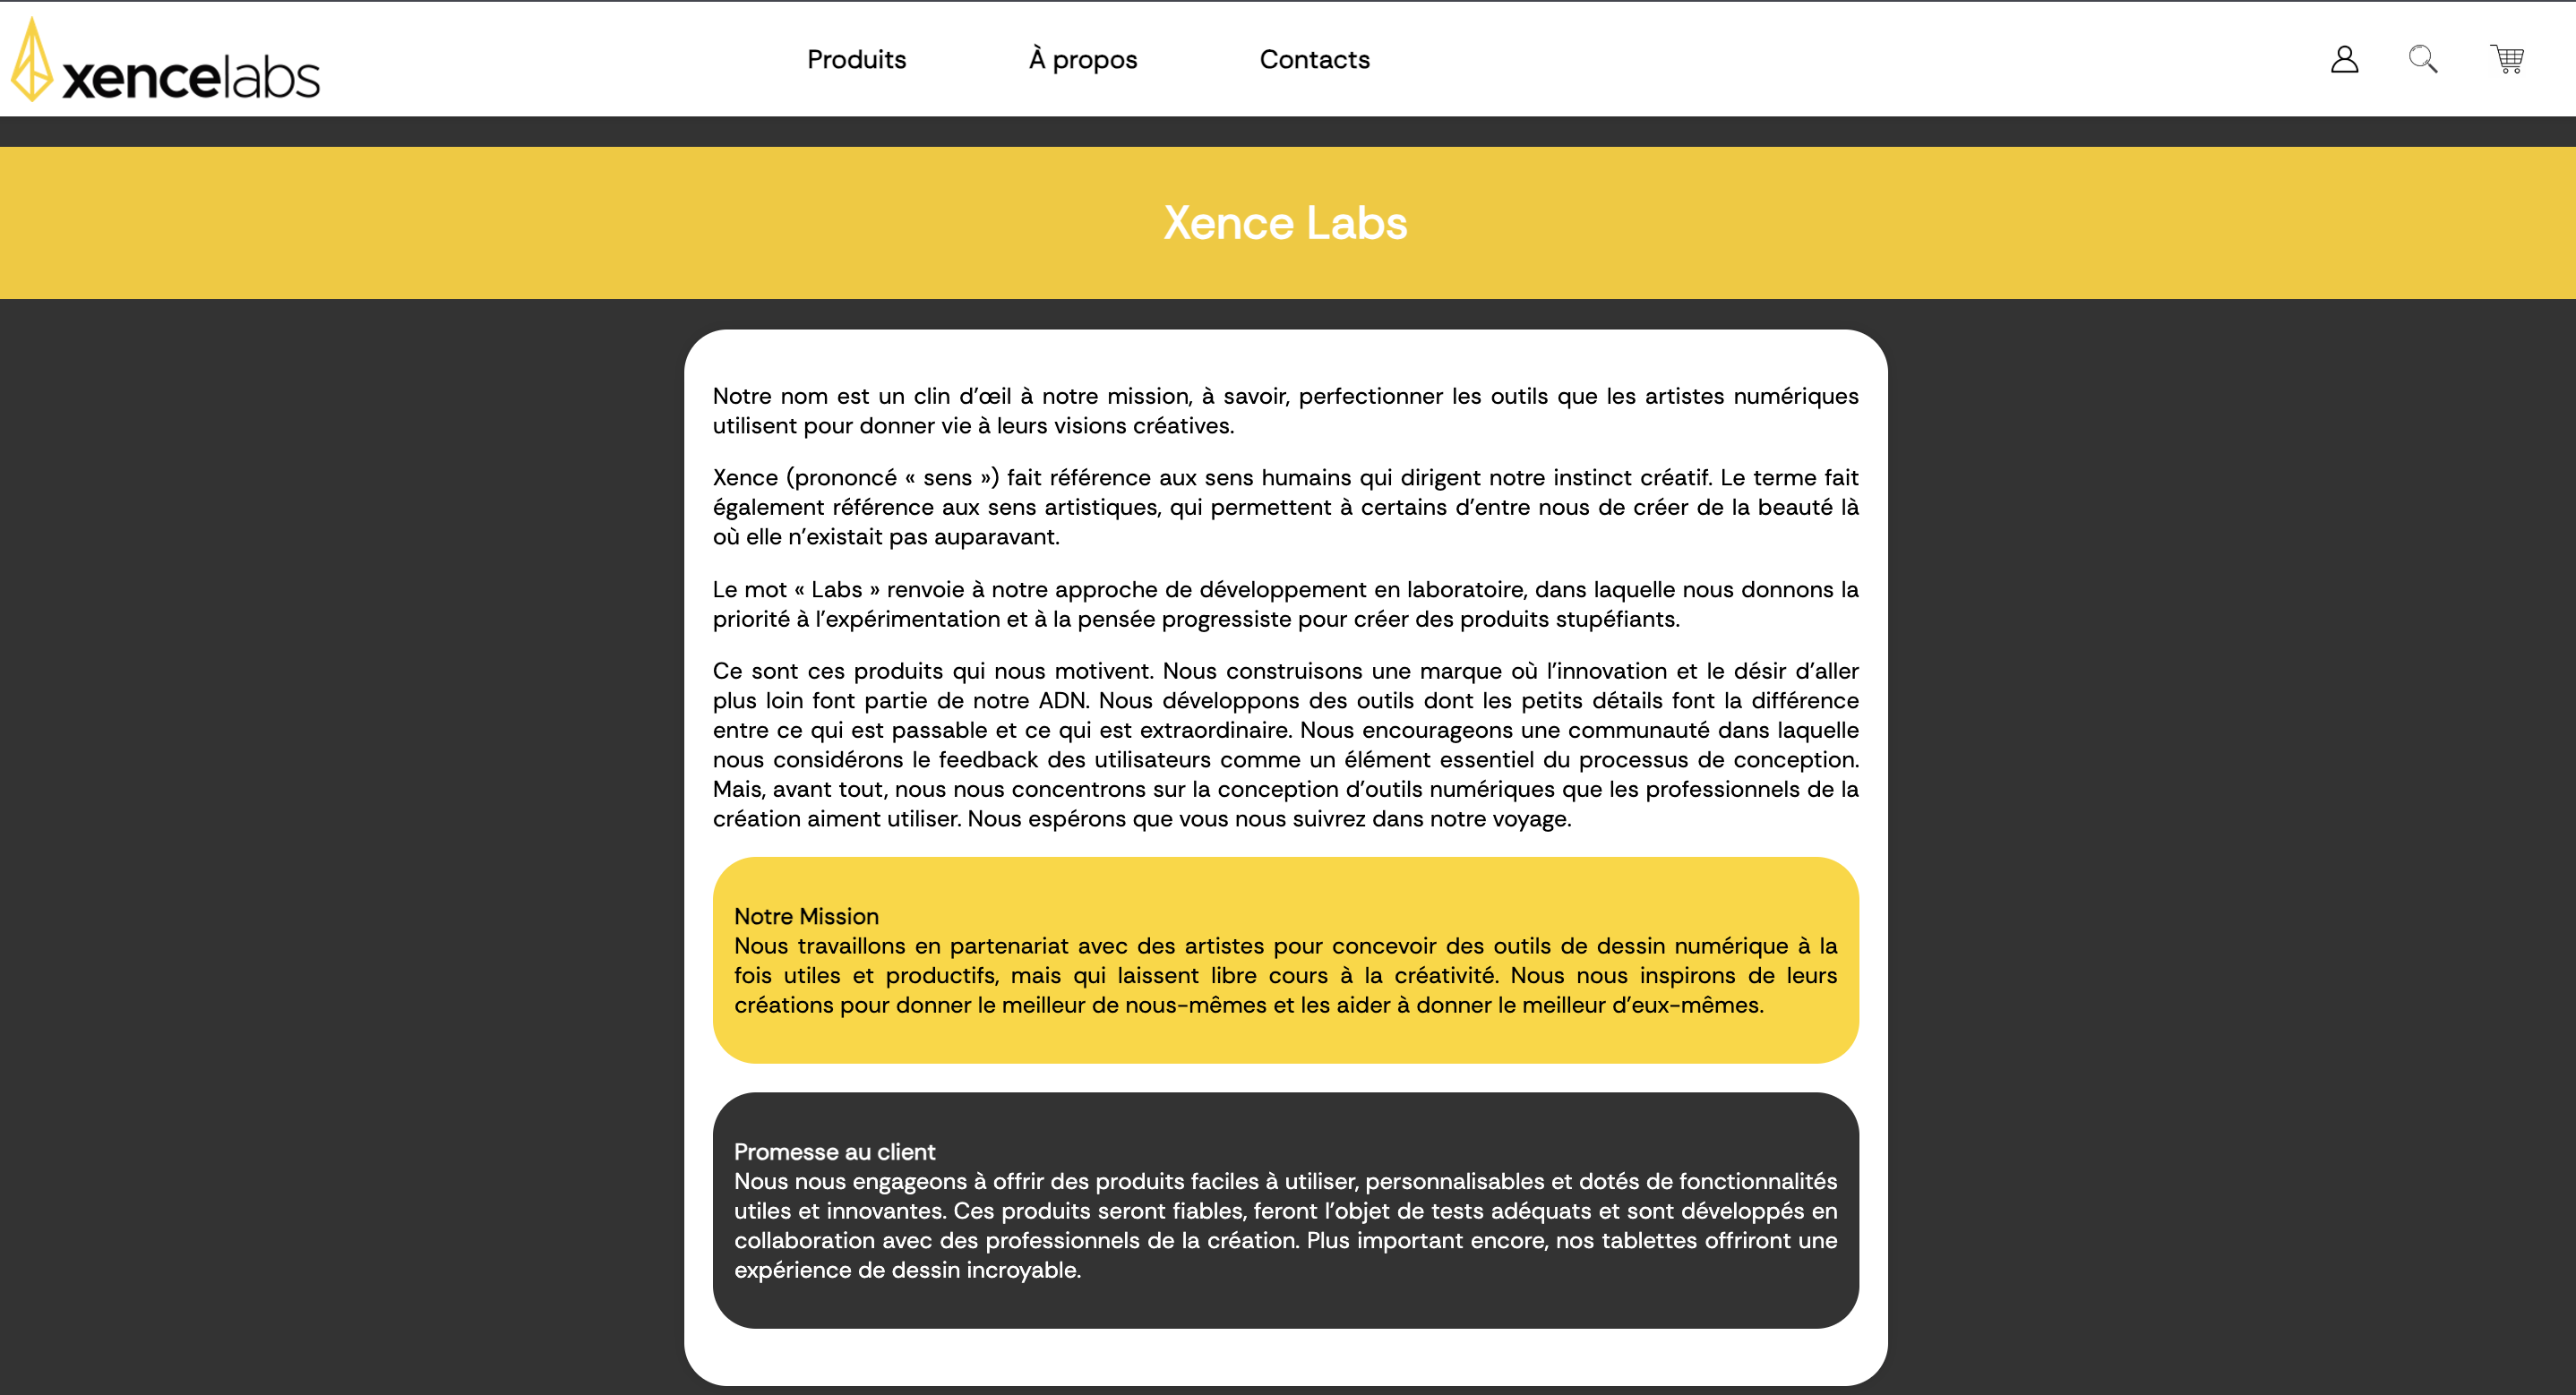 xencelabs
Produits
À propos
Contacts
Xence Labs
Notre nom est un clin d’œil à notre mission, à savoir, perfectionner les outils que les artistes numériques
utilisent pour donner vie à leurs visions créatives.
Xence (prononcé « sens ») fait référence aux sens humains qui dirigent notre instinct créatif. Le terme fait
également référence aux sens artistiques, qui permettent à certains d’entre nous de créer de la beauté là
où elle n’existait pas auparavant.
Le mot « Labs » renvoie à notre approche de développement en laboratoire, dans laquelle nous donnons la
priorité à l’expérimentation et à la pensée progressiste pour créer des produits stupéfiants.
Ce sont ces produits qui nous motivent. Nous construisons une marque où l’innovation et le désir d’aller
plus loin font partie de notre ADN. Nous développons des outils dont les petits détails font la différence
entre ce qui est passable et ce qui est extraordinaire. Nous encourageons une communauté dans laquelle
nous considérons le feedback des utilisateurs comme un élément essentiel du processus de conception.
Mais, avant tout, nous nous concentrons sur la conception d’outils numériques que les professionnels de la
création aiment utiliser. Nous espérons que vous nous suivrez dans notre voyage.
Notre Mission
Nous travaillons en partenariat avec des artistes pour concevoir des outils de dessin numérique à la
fois utiles et productifs, mais qui laissent libre cours à la créativité. Nous nous inspirons de leurs
créations pour donner le meilleur de nous-mêmes et les aider à donner le meilleur d’eux-mêmes.
Promesse au client
Nous nous engageons à offrir des produits faciles à utiliser, personnalisables et dotés de fonctionnalités
utiles et innovantes. Ces produits seront fiables, feront l’objet de tests adéquats et sont développés en
collaboration avec des professionnels de la création. Plus important encore, nos tablettes offriront une
expérience de dessin incroyable.